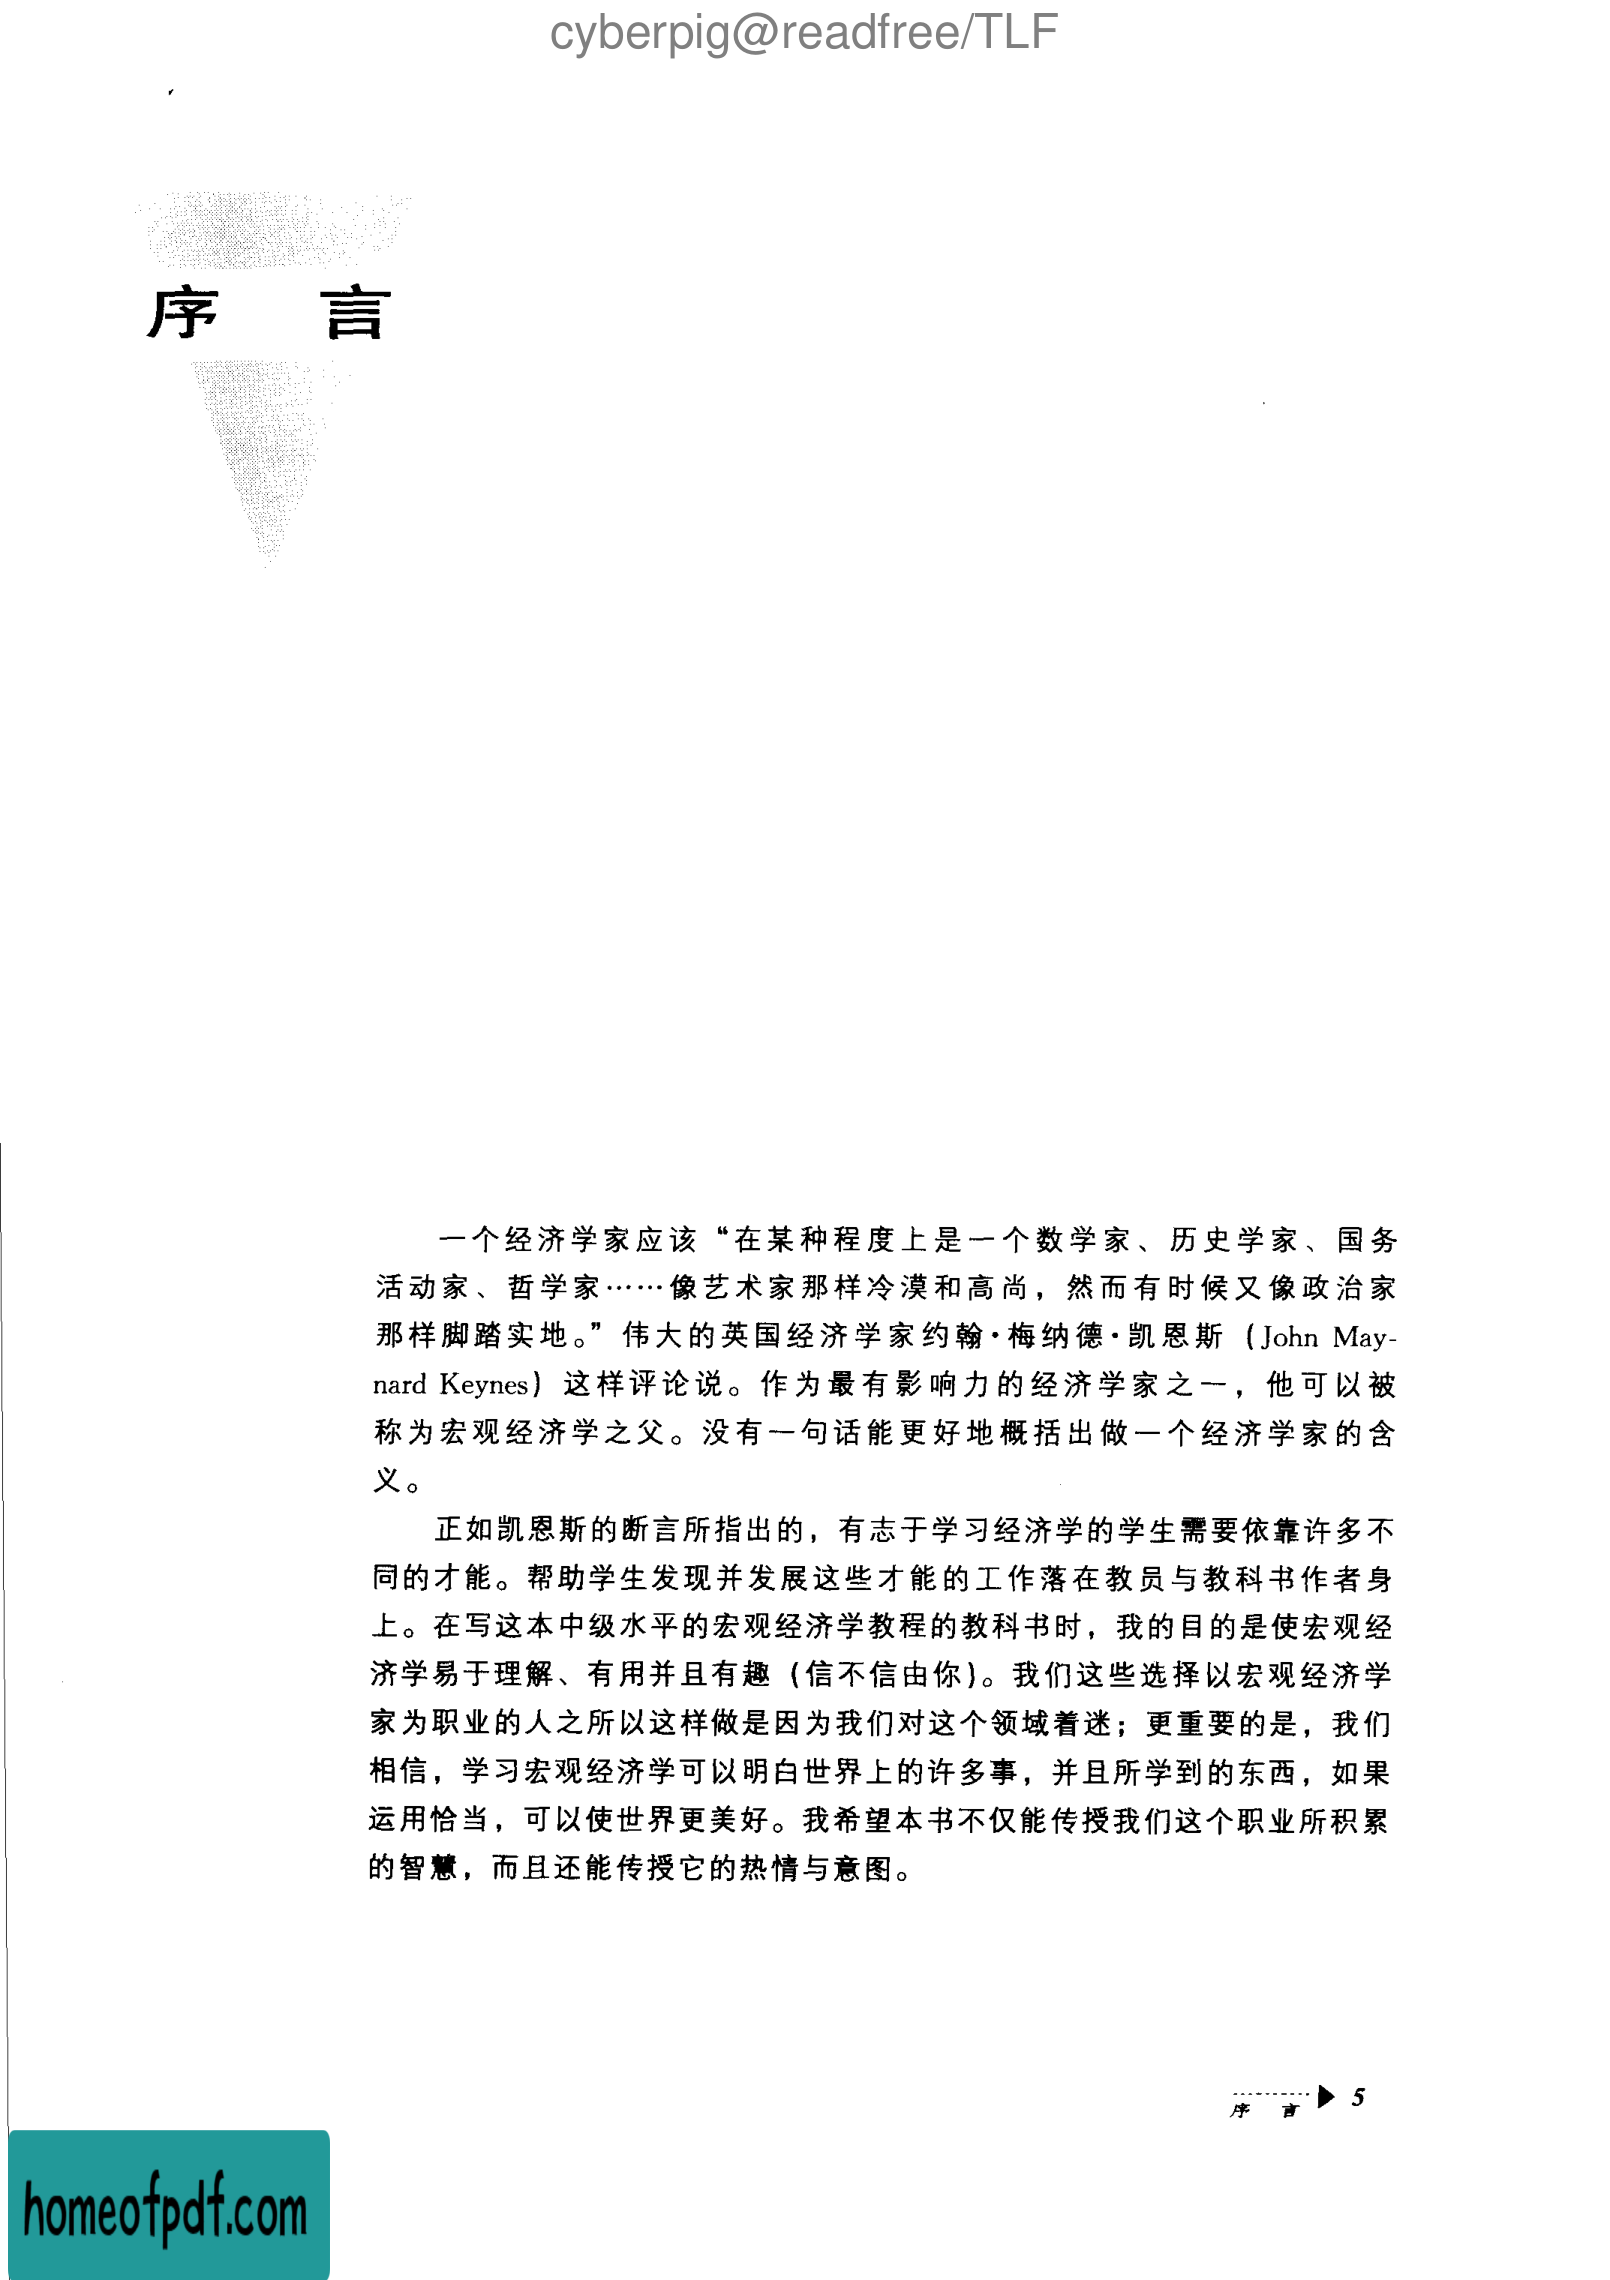 cyberpig@readfree/TLF
序 言
一个经济学家应该“在某种程度上是一个数学家、历史学家、国务
活动家、哲学家……像艺术家那样冷漠和高尚，然而有时候又像政治家
那样脚踏实地。”伟大的英国经济学家约翰·梅纳德·凯恩斯（John May-
nard Keynes）这样评论说。作为最有影响力的经济学家之一，他可以被
称为宏观经济学之父。没有一句话能更好地概括出做一个经济学家的含
义。
正如凯恩斯的断言所指出的，有志于学习经济学的学生需要依靠许多不
同的才能。帮助学生发现并发展这些才能的工作落在教员与教科书作者身
上。在写这本中级水平的宏观经济学教程的教科书时，我的目的是使宏观经
济学易于理解、有用并且有趣（信不信由你）。我们这些选择以宏观经济学
家为职业的人之所以这样做是因为我们对这个领域着迷；更重要的是，我们
相信，学习宏观经济学可以明白世界上的许多事，并且所学到的东西，如果
运用恰当，可以使世界更美好。我希望本书不仅能传授我们这个职业所积累
的智慧，而且还能传授它的热情与意图。
序 言 5
homeofpdf.com